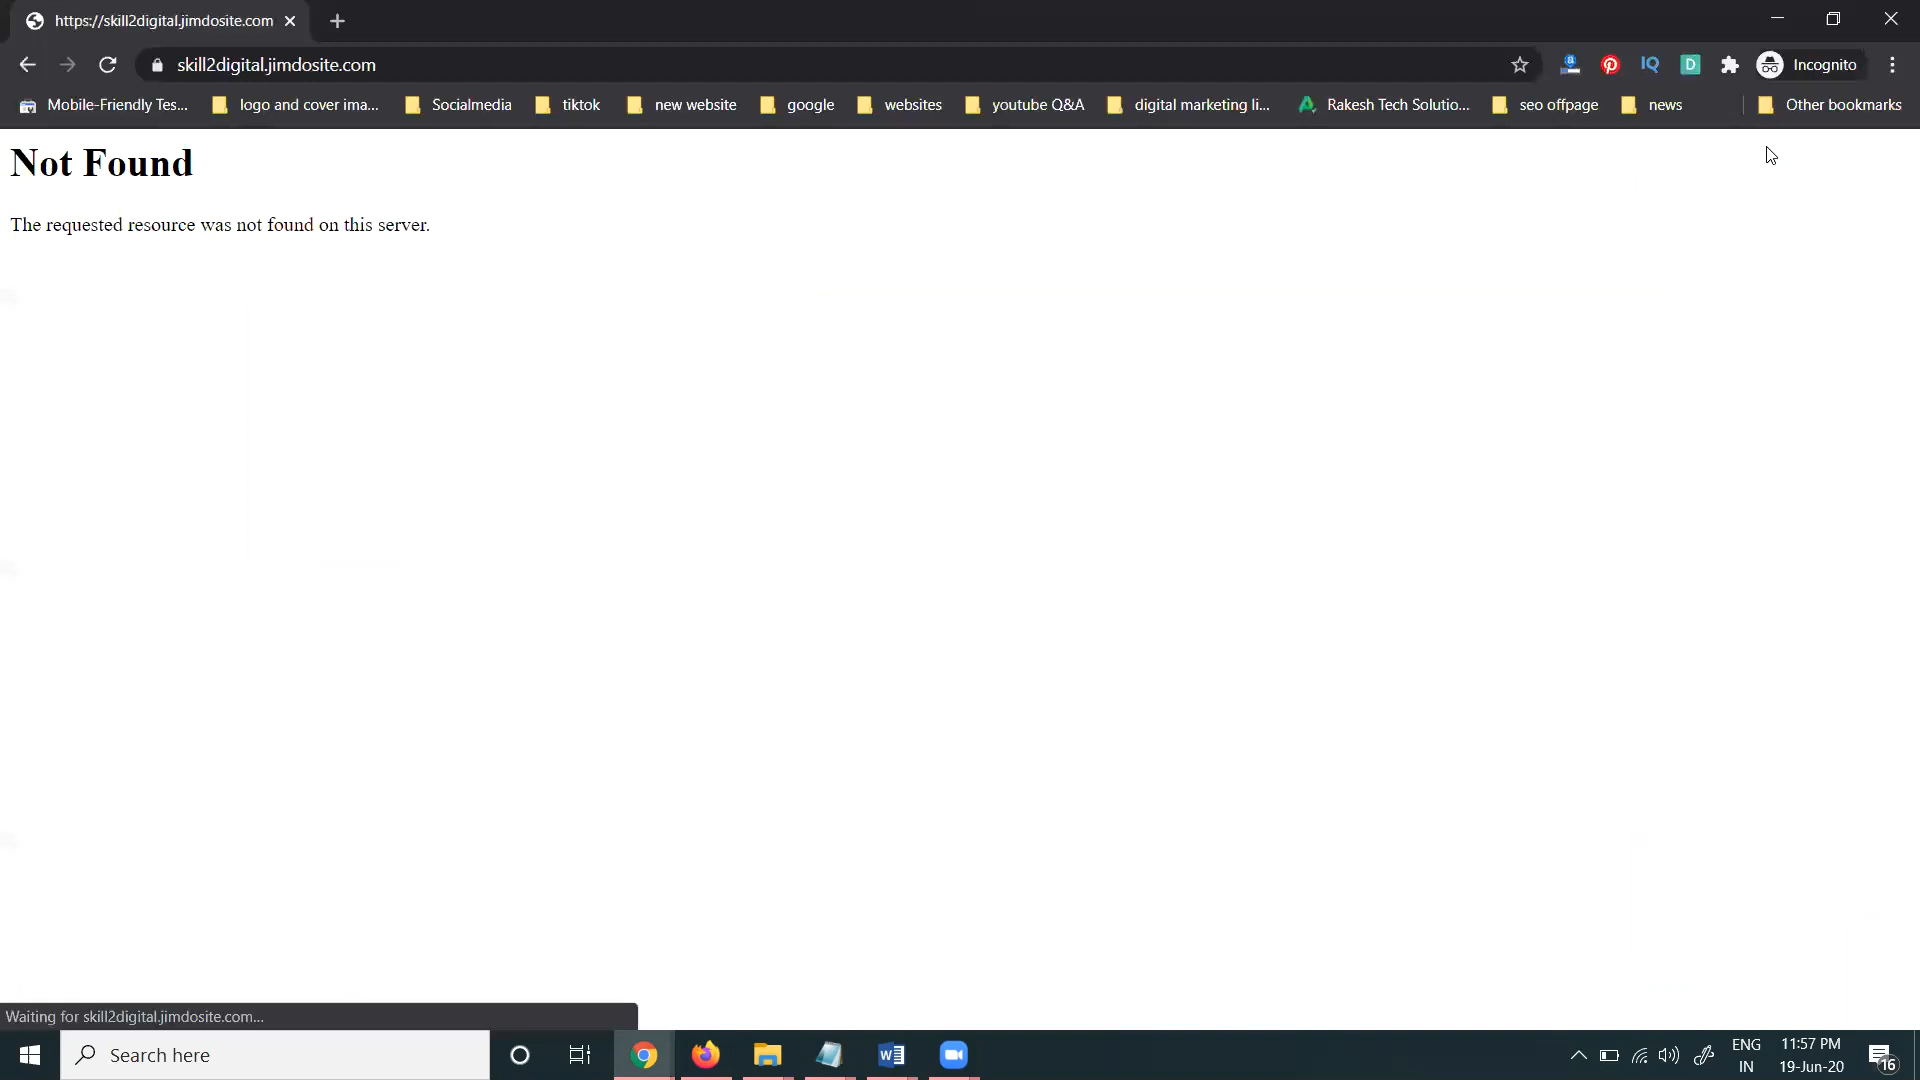 https://skill2digital.jimdosite.com
skill2digital.jimdosite.com
Incognito
Mobile-Friendly Tes... logo and cover ima... Socialmedia tiktok new website google websites youtube Q&A digital marketing li... Rakesh Tech Solutio... seo offpage news Other bookmarks
Not Found
The requested resource was not found on this server.
Waiting for skill2digital.jimdosite.com...
Search here
ENG
IN
11:57 PM
19-Jun-20
16
IQ
D
W